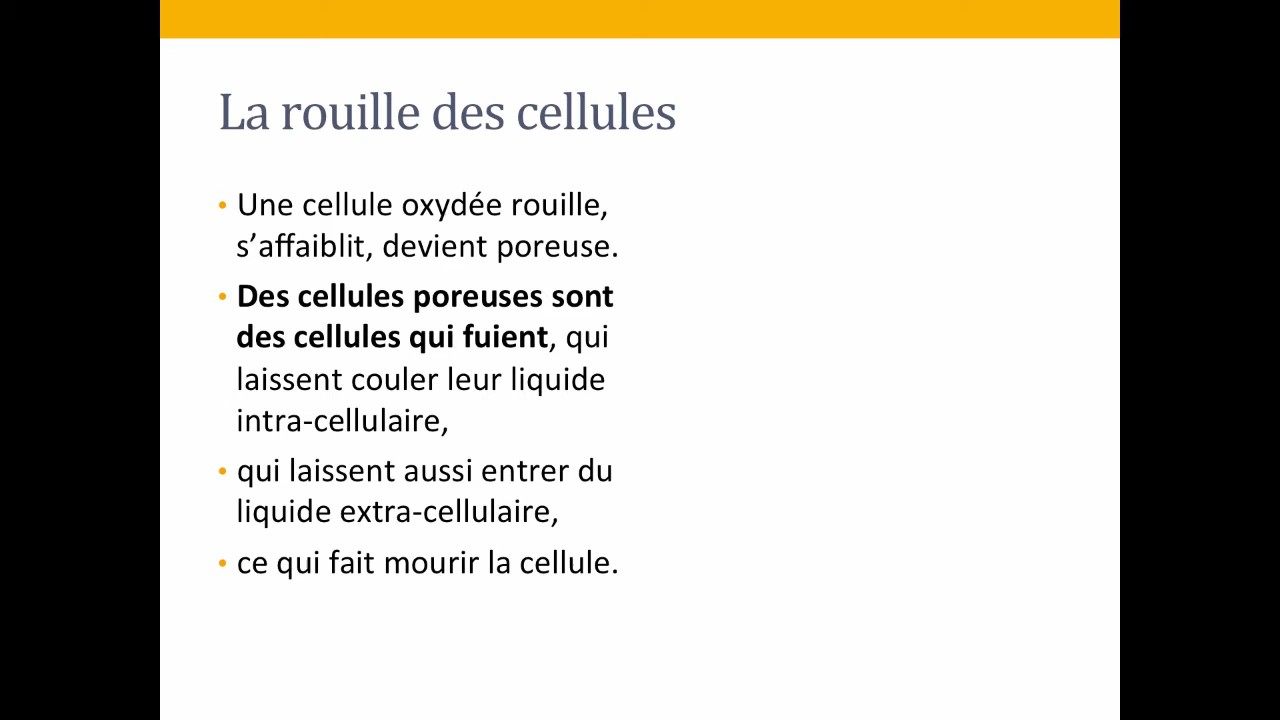 La rouille des cellules
• Une cellule oxydée rouille,
s’affaiblit, devient poreuse.
• Des cellules poreuses sont
des cellules qui fuient, qui
laissent couler leur liquide
intra-cellulaire,
• qui laissent aussi entrer du
liquide extra-cellulaire,
• ce qui fait mourir la cellule.